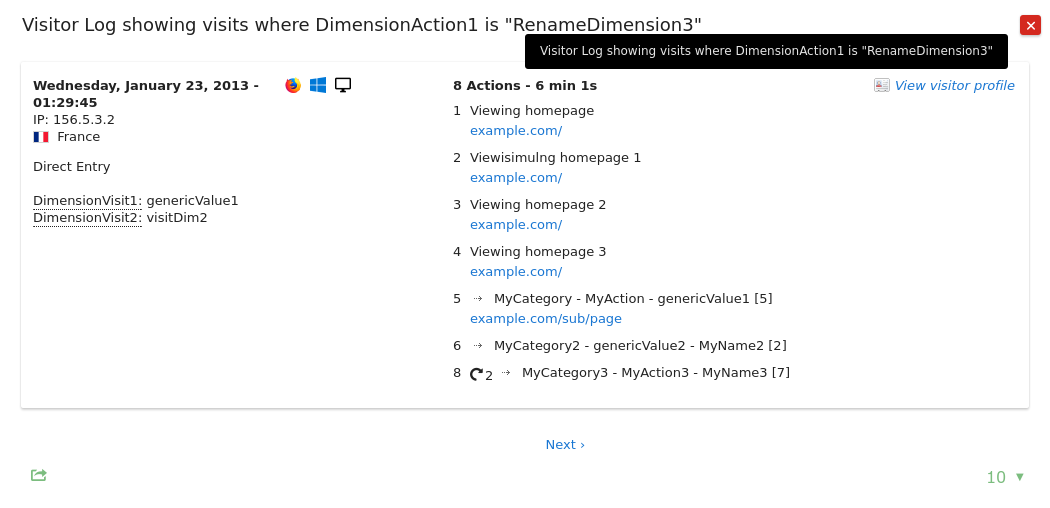 Visitor Log showing visits where DimensionAction1 is "RenameDimension3"
Visitor Log showing visits where DimensionAction1 is "RenameDimension3"
Wednesday, January 23, 2013 -
01:29:45
IP: 156.5.3.2
France
Direct Entry
DimensionVisit1: genericValue1
DimensionVisit2: visitDim2
8 Actions - 6 min 1s
View visitor profile
1 Viewing homepage
example.com/
2 Viewisimulng homepage 1
example.com/
3 Viewing homepage 2
example.com/
4 Viewing homepage 3
example.com/
5 ⇢ MyCategory - MyAction - genericValue1 [5]
example.com/sub/page
6 ⇢ MyCategory2 - genericValue2 - MyName2 [2]
8 2 ⇢ MyCategory3 - MyAction3 - MyName3 [7]
Next ›
10 ▼